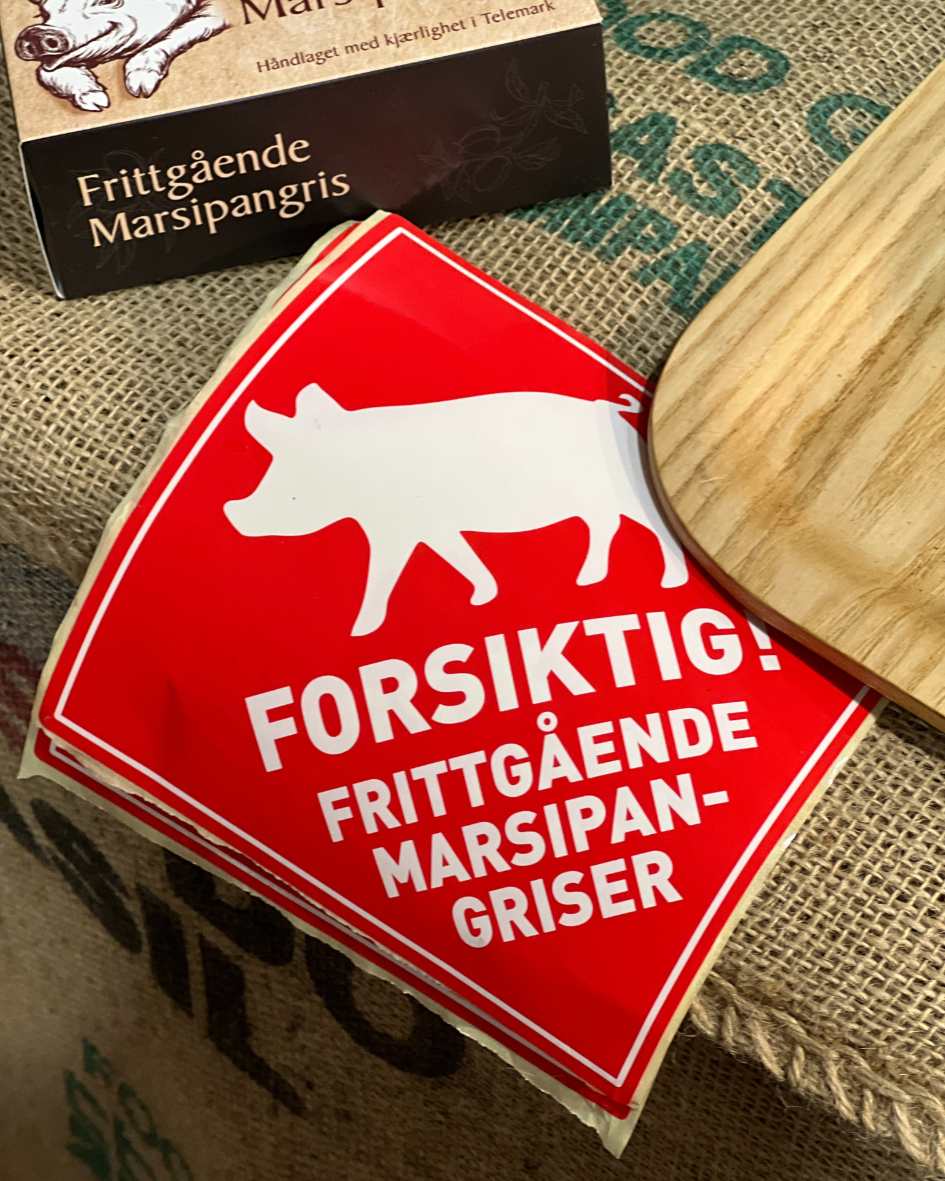 Håndlaget med kjærlighet i Telemark
Frittgående
Marsipangris
FORSIKTIG!
FRITTGÅENDE
MARSIPAN-
GRISER